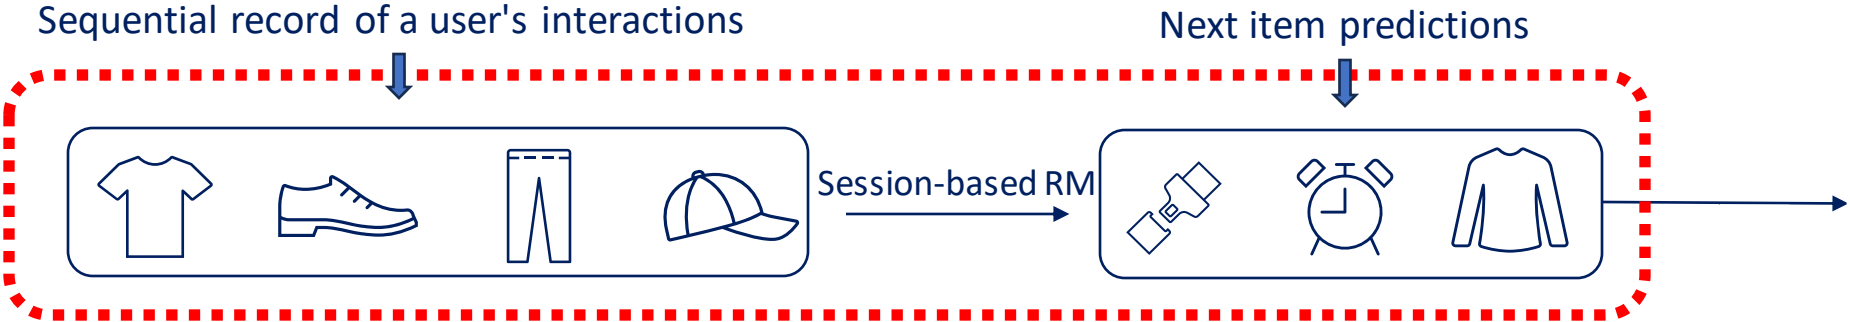 Sequential record of a user's interactions
Next item predictions
Session-based RM